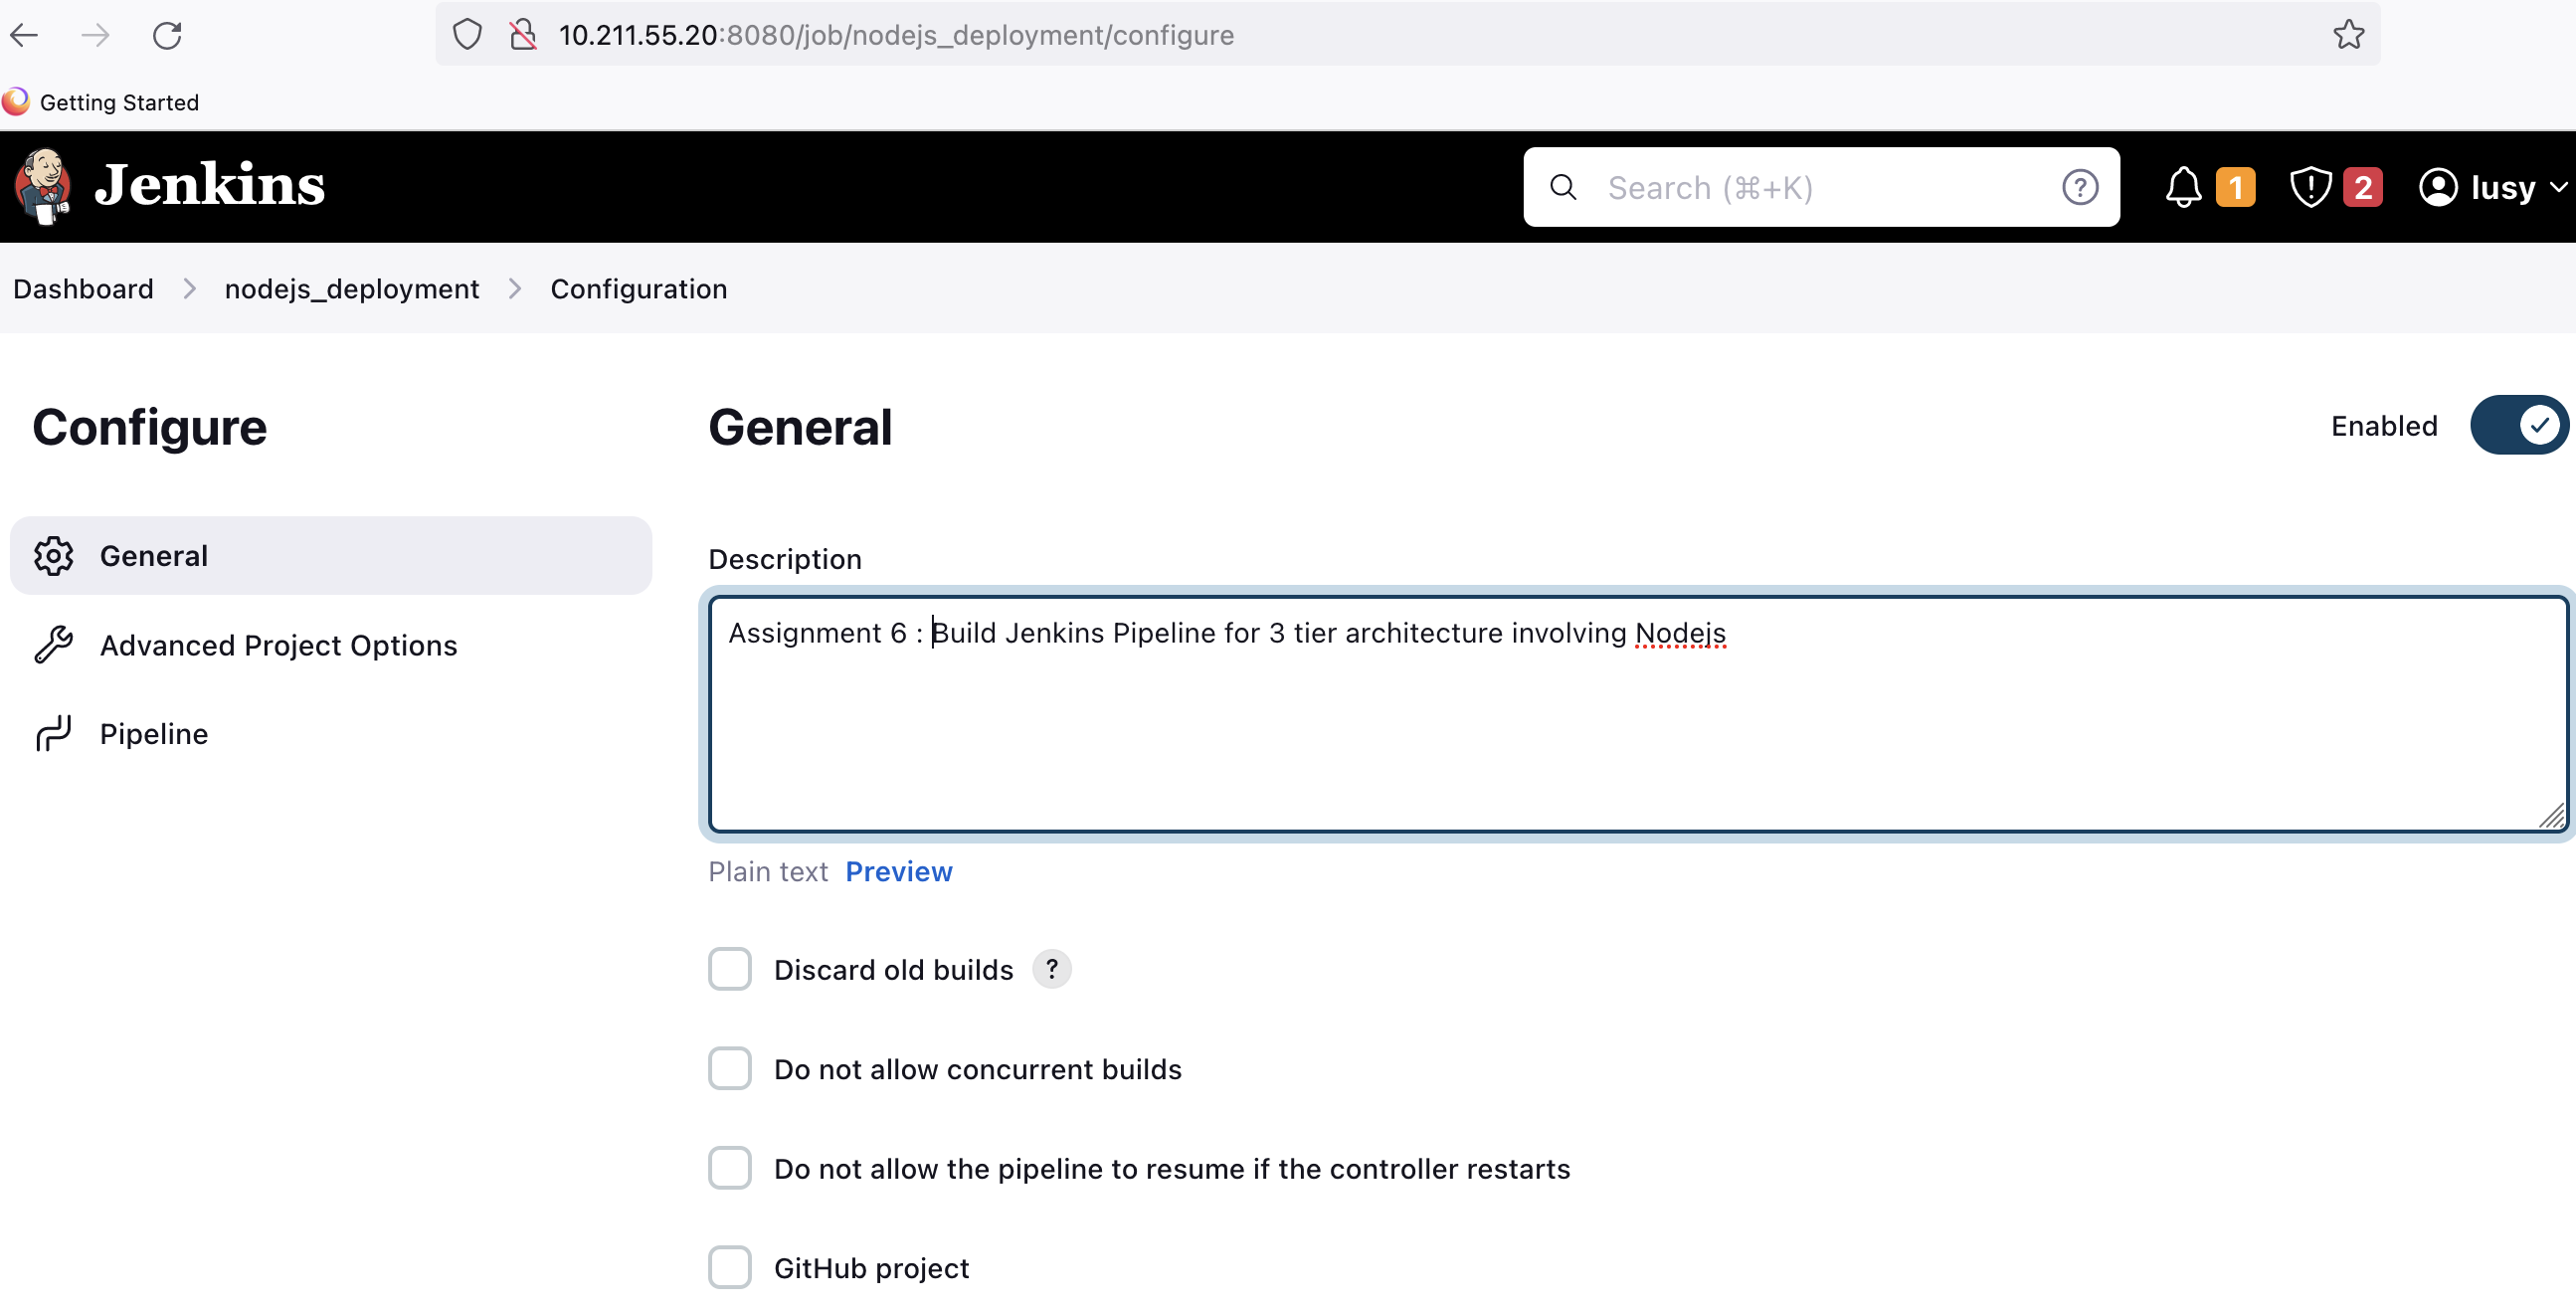 10.211.55.20:8080/job/nodejs_deployment/configure
Getting Started
Jenkins
Search (⌘+K)
?
1
2
lusy
Dashboard
nodejs_deployment
Configuration
Configure
General
Enabled
General
Advanced Project Options
Pipeline
Description
Assignment 6 : Build Jenkins Pipeline for 3 tier architecture involving Nodejs
Plain text Preview
Discard old builds ?
Do not allow concurrent builds
Do not allow the pipeline to resume if the controller restarts
GitHub project